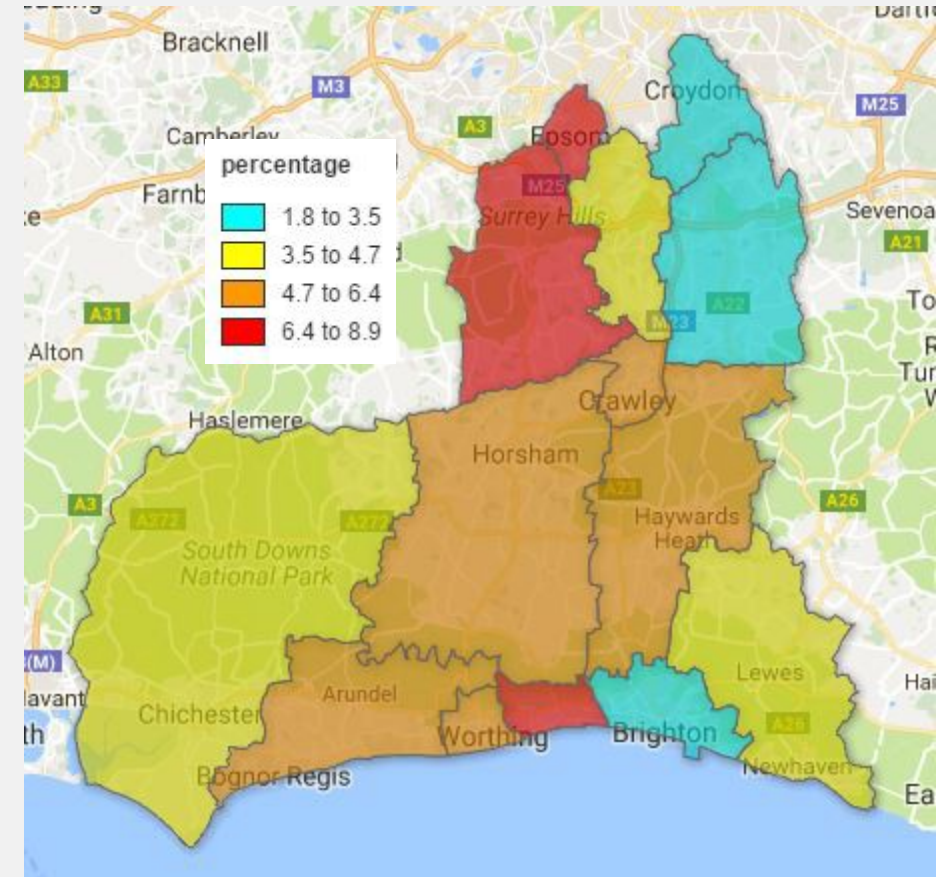 Bracknell
A33
M3
Croydon
M25
A3
Camberley
Epsom
percentage
1.8 to 3.5
3.5 to 4.7
4.7 to 6.4
6.4 to 8.9
M25
Surrey Hills
A21
A22
A31
M23
Alton
Crawley
Haslemere
Horsham
A3
A272
A272
A23
A26
Haywards
Heath
South Downs
National Park
(M)
Lewes
Arundel
Chichester
A26
Worthing
Brighton
Newhaven
Bognor Regis